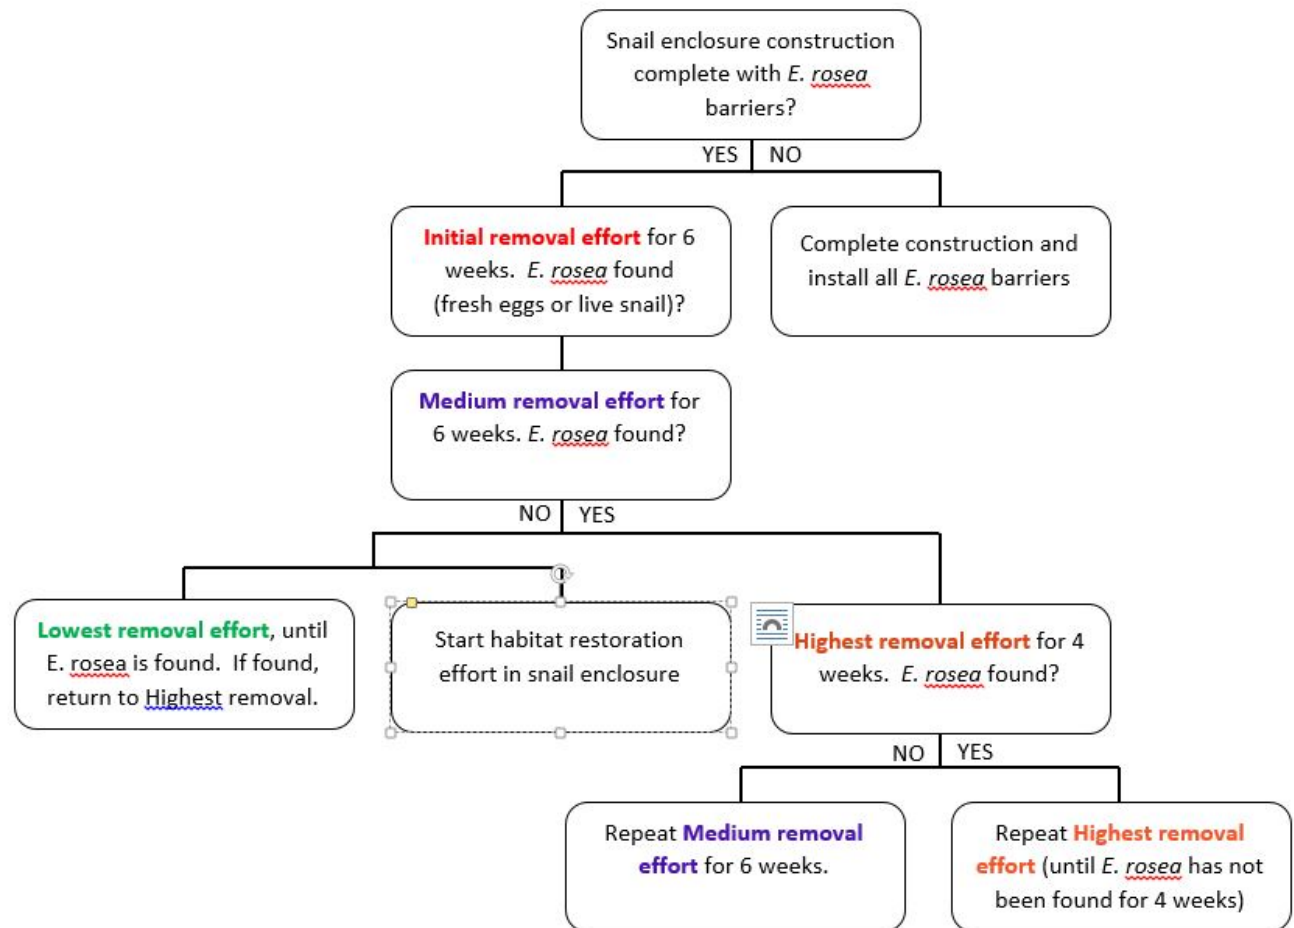 Snail enclosure construction
complete with E. rosea
barriers?
YES
NO
Initial removal effort for 6
weeks. E. rosea found
(fresh eggs or live snail)?
Complete construction and
install all E. rosea barriers
Medium removal effort for
6 weeks. E. rosea found?
NO
YES
Lowest removal effort, until
E. rosea is found. If found,
return to Highest removal.
Start habitat restoration
effort in snail enclosure
Highest removal effort for 4
weeks. E. rosea found?
NO
YES
Repeat Medium removal
effort for 6 weeks.
Repeat Highest removal
effort (until E. rosea has not
been found for 4 weeks)